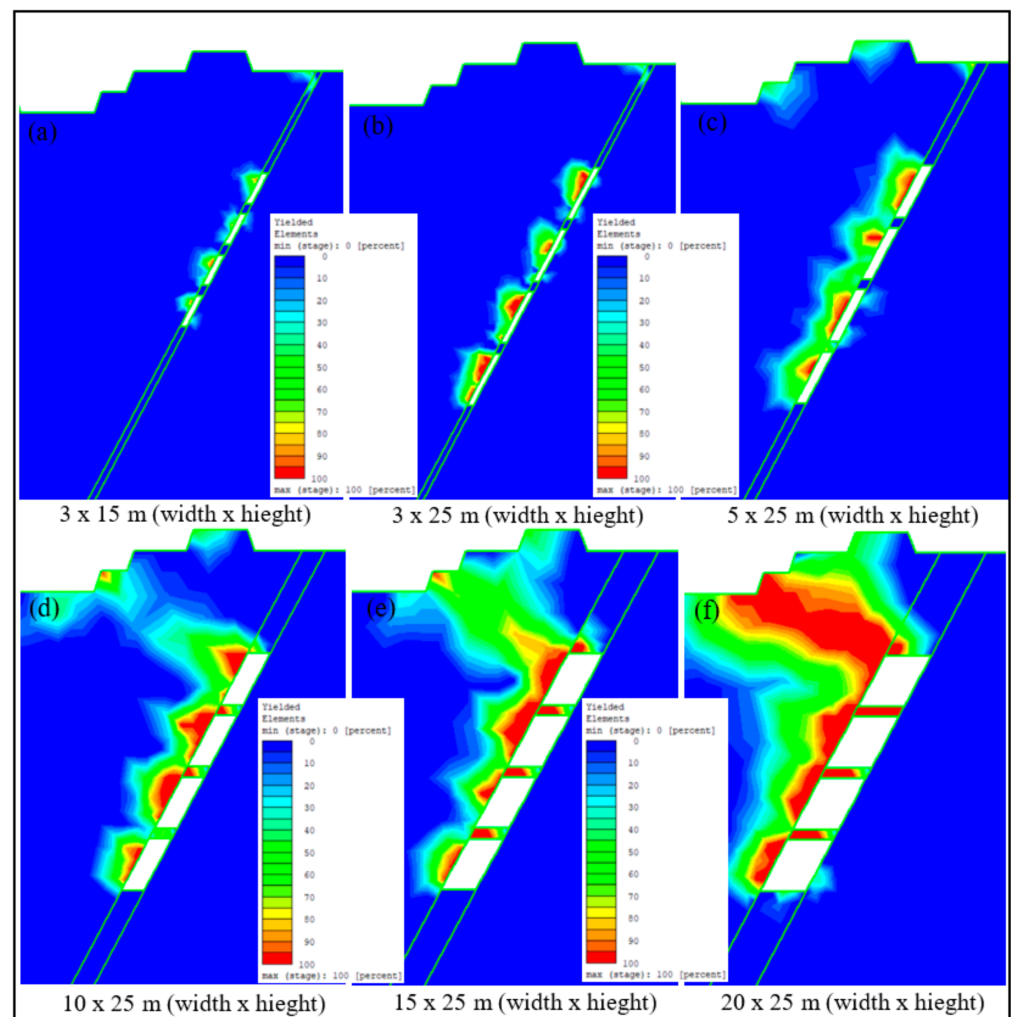 (a)
(b)
(c)
Yielded
Elements
min (stage): 0 [percent]
0
10
20
30
40
50
60
70
80
90
100
max (stage): 100 [percent]
Yielded
Elements
min (stage): 0 [percent]
0
10
20
30
40
50
60
70
80
90
100
max (stage): 100 [percent]
3 x 15 m (width x hieght)
3 x 25 m (width x hieght)
5 x 25 m (width x hieght)
(d)
(e)
(f)
Yielded
Elements
min (stage): 0 [percent]
0
10
20
30
40
50
60
70
80
90
100
max (stage): 100 [percent]
Yielded
Elements
min (stage): 0 [percent]
0
10
20
30
40
50
60
70
80
90
100
max (stage): 100 [percent]
10 x 25 m (width x hieght)
15 x 25 m (width x hieght)
20 x 25 m (width x hieght)